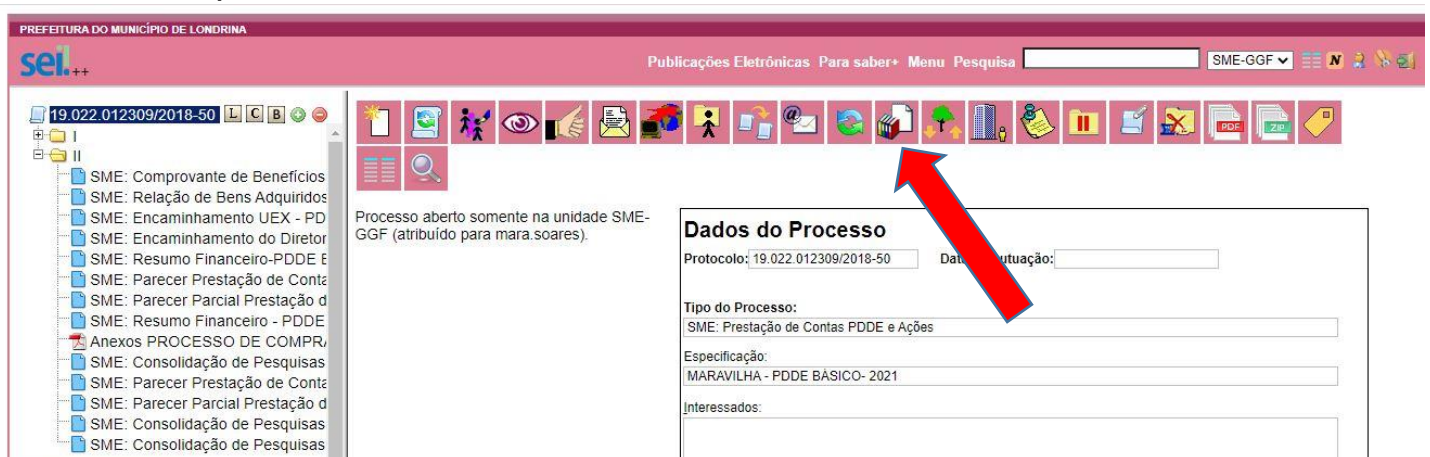 PREFEITURA DO MUNICÍPIO DE LONDRINA
sei.++
Publicações Eletrônicas Para saber+ Menu Pesquisa SME-GGF N
19.022.012309/2018-50 L C B
I
II
SME: Comprovante de Benefícios
SME: Relação de Bens Adquiridos
SME: Encaminhamento UEX - PD
SME: Encaminhamento do Diretor
SME: Resumo Financeiro-PDDE
SME: Parecer Prestação de Conta
SME: Parecer Parcial Prestação d
SME: Resumo Financeiro - PDDE
Anexos PROCESSO DE COMPRA
SME: Consolidação de Pesquisas
SME: Parecer Prestação de Conta
SME: Parecer Parcial Prestação d
SME: Consolidação de Pesquisas
SME: Consolidação de Pesquisas
PDF ZIP
Processo aberto somente na unidade SME-
GGF (atribuído para mara.soares).
Dados do Processo
Protocolo: 19.022.012309/2018-50 Data utuação:
Tipo do Processo:
SME: Prestação de Contas PDDE e Ações
Especificação:
MARAVILHA - PDDE BÁSICO- 2021
Interessados: